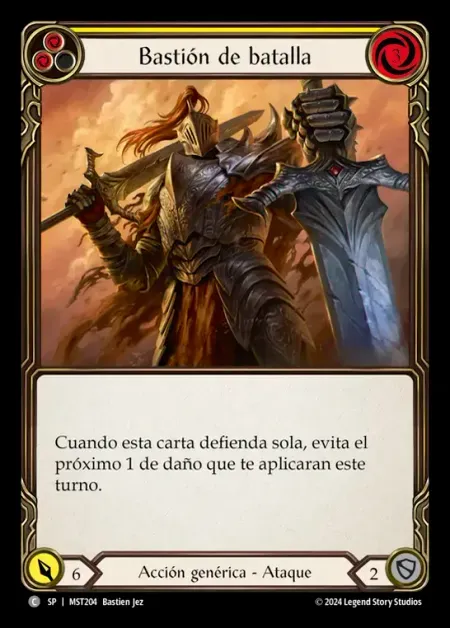 Bastión de batalla
3
Cuando esta carta defienda sola, evita el
próximo 1 de daño que te aplicaran este
turno.
6
Acción genérica - Ataque
2
C SP | MST204 Bastien Jez
© 2024 Legend Story Studios